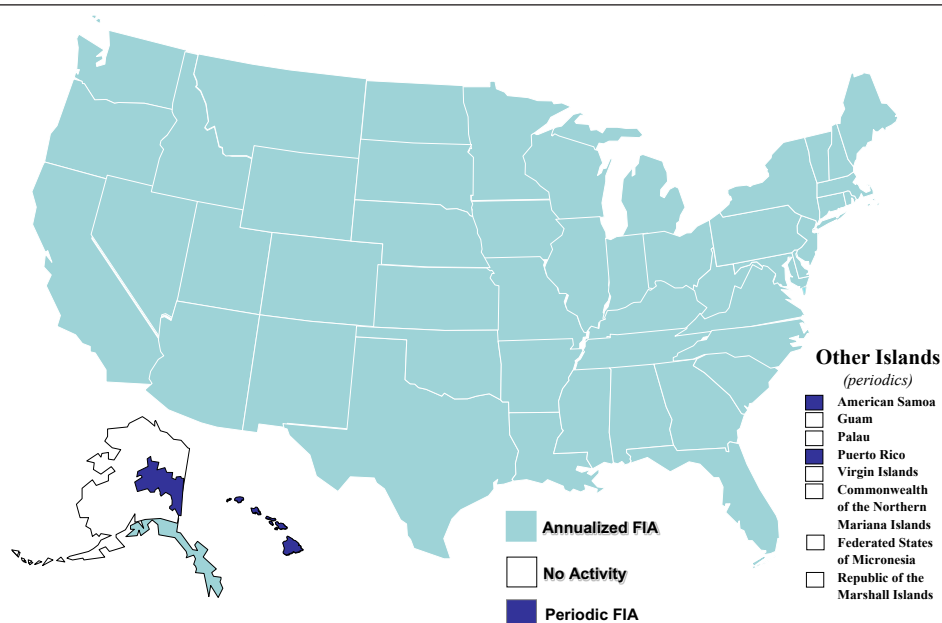 Other Islands
(periodics)
American Samoa
Guam
Palau
Puerto Rico
Virgin Islands
Commonwealth
of the Northern
Mariana Islands
Federated States
of Micronesia
Republic of the
Marshall Islands
Annualized FIA
No Activity
Periodic FIA